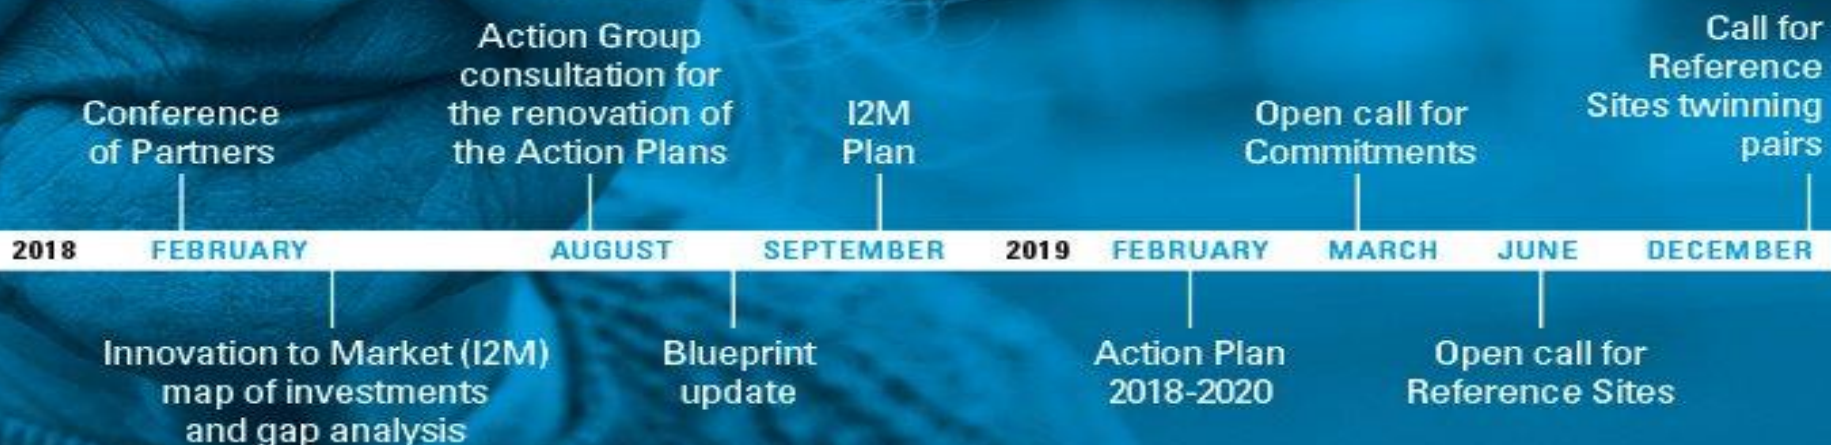 Conference
of Partners
Action Group
consultation for
the renovation of
the Action Plans
I2M
Plan
Open call for
Commitments
Call for
Reference
Sites twinning
pairs
2018 FEBRUARY AUGUST SEPTEMBER 2019 FEBRUARY MARCH JUNE DECEMBER
Innovation to Market (I2M)
map of investments
and gap analysis
Blueprint
update
Action Plan
2018-2020
Open call for
Reference Sites